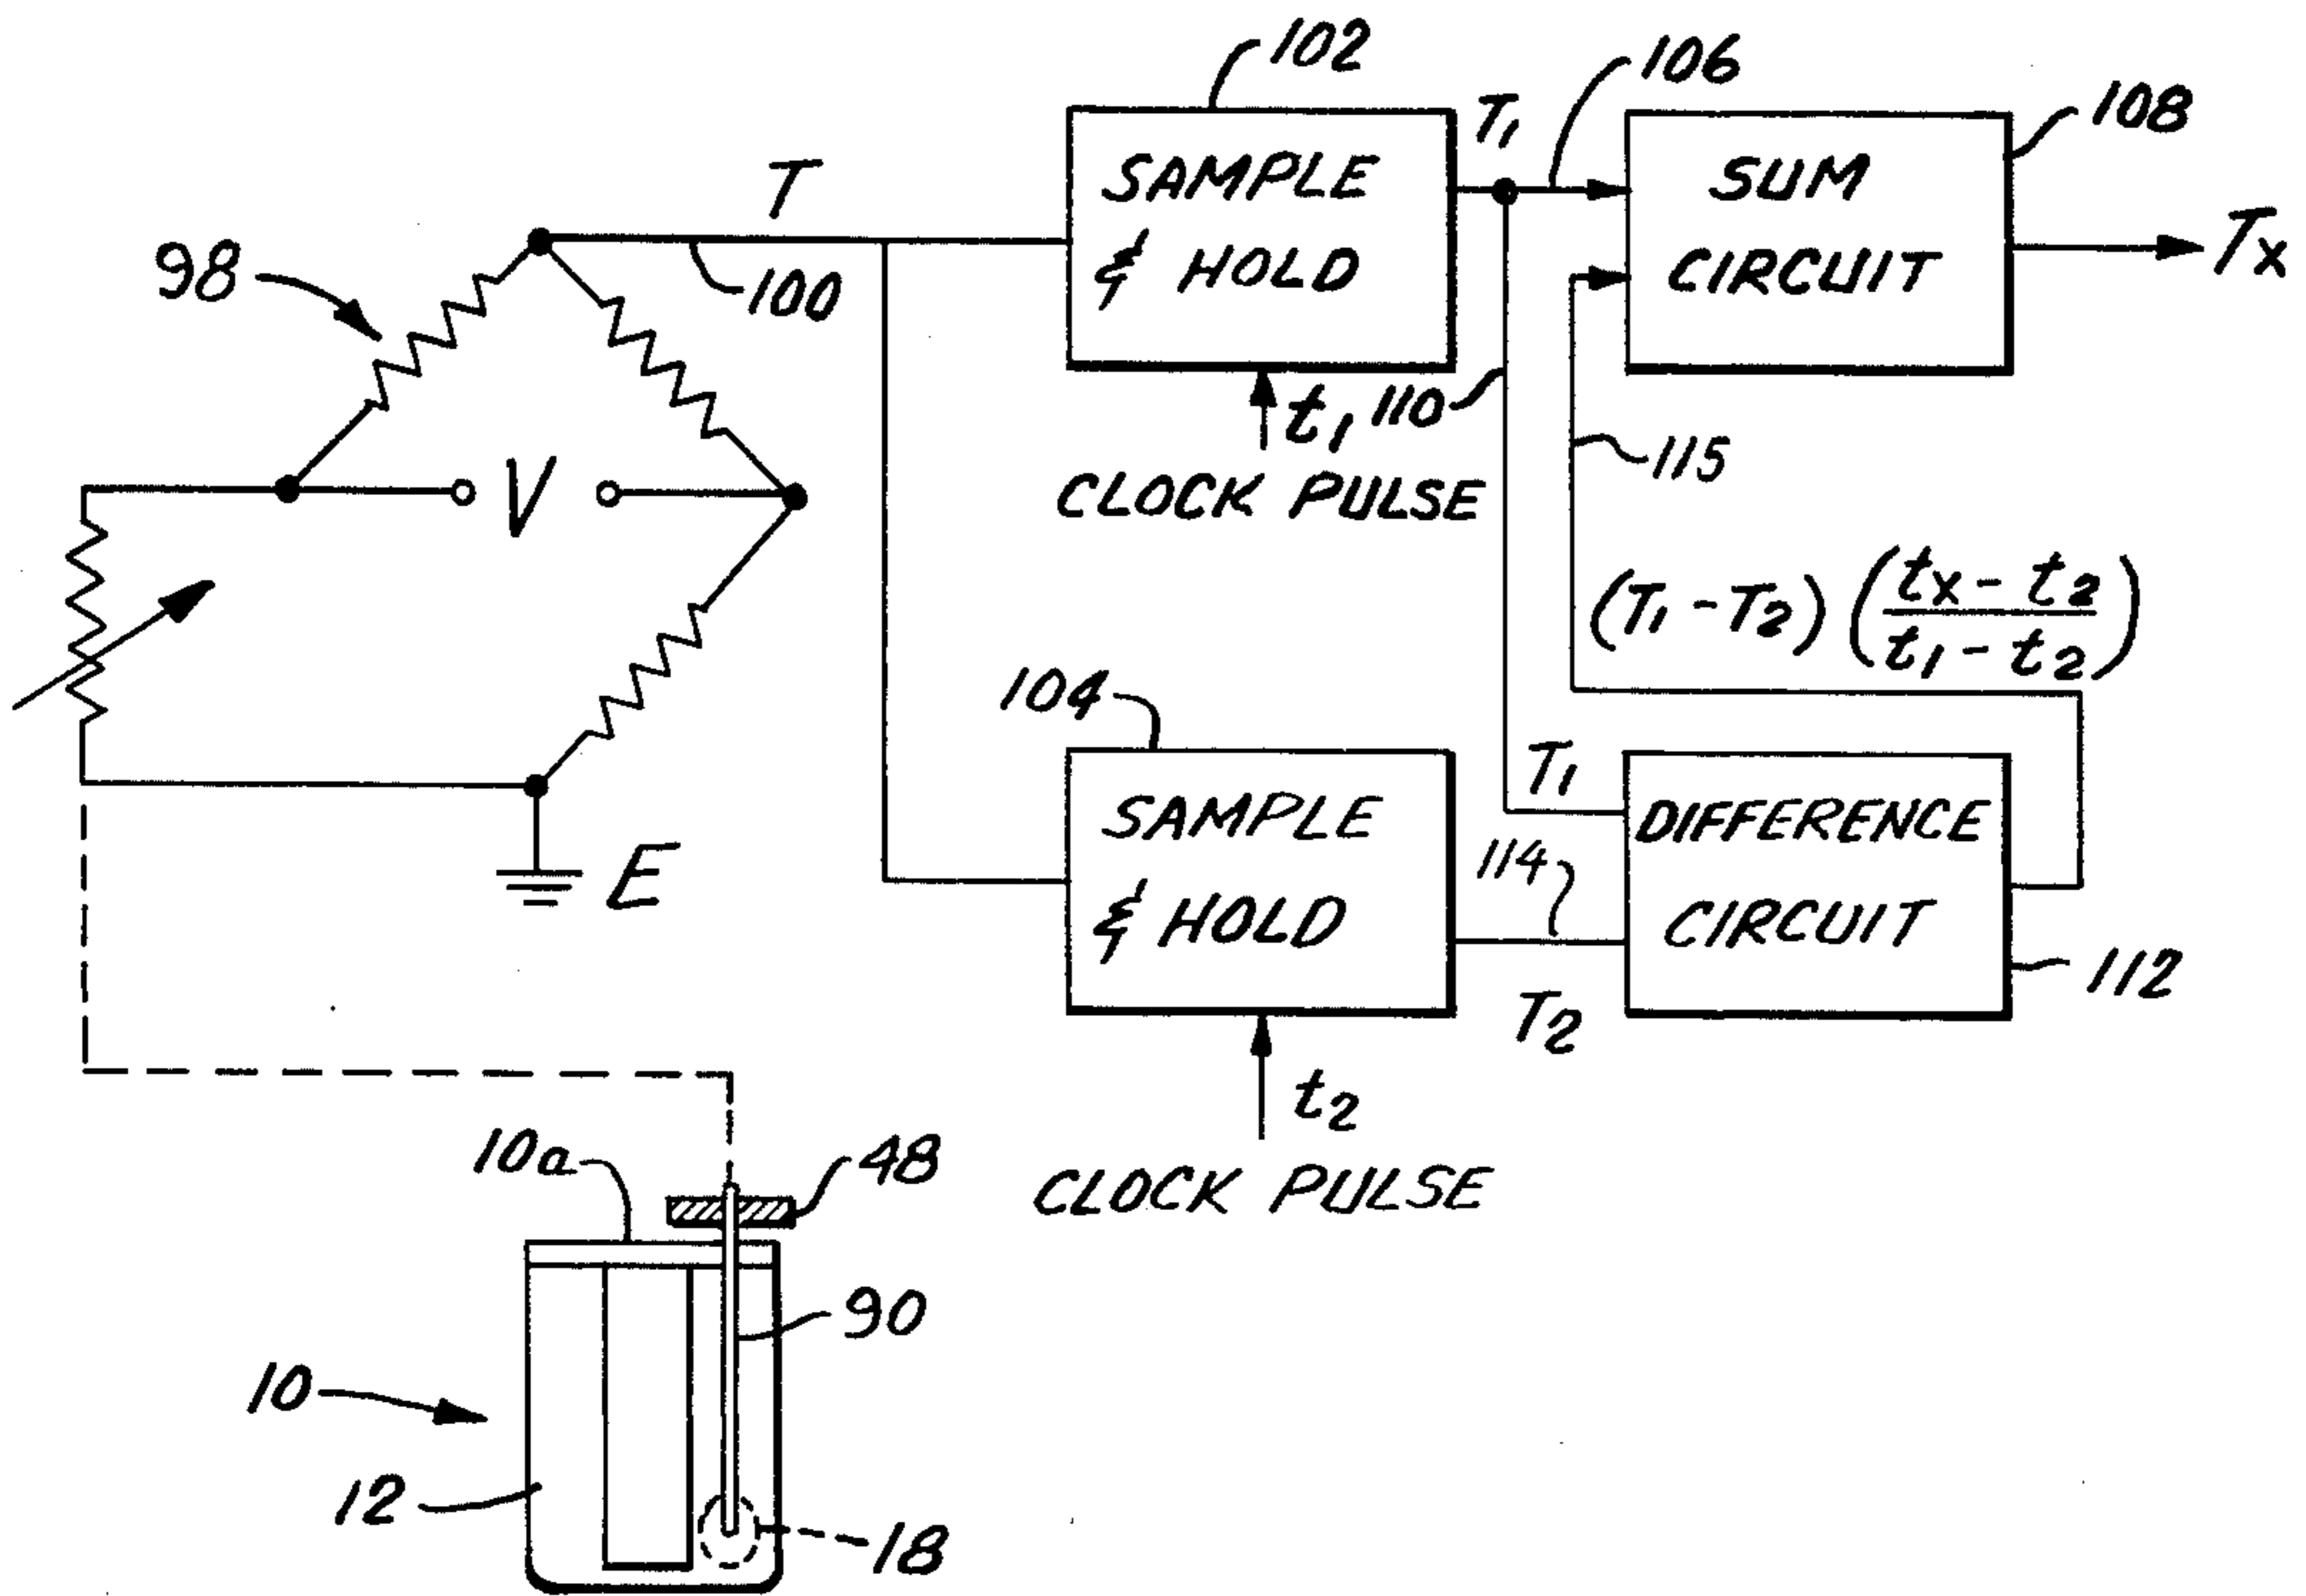 102
106
108
T1
T
SAMPLE
& HOLD
SUM
CIRCUIT
Tx
98
100
t1
110
CLOCK PULSE
115
V
(T1 - T2) (tx - t2 / t1 - t2)
104
T1
SAMPLE
& HOLD
DIFFERENCE
CIRCUIT
114
E
112
T2
t2
CLOCK PULSE
10a
48
90
10
12
18